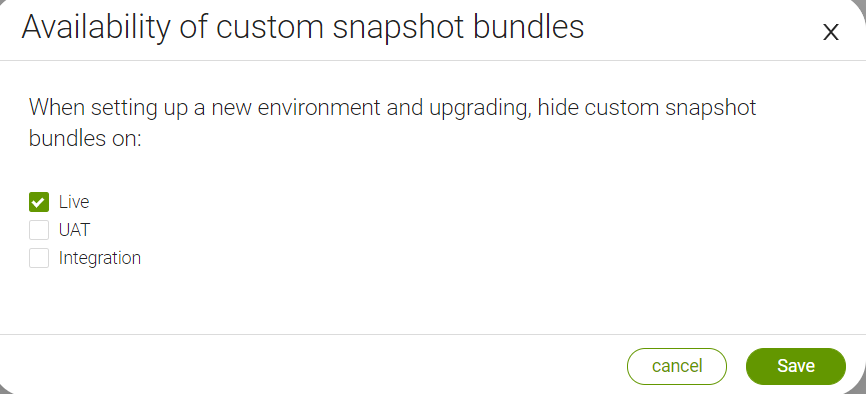 Availability of custom snapshot bundles
X
When setting up a new environment and upgrading, hide custom snapshot
bundles on:
Live
UAT
Integration
cancel
Save